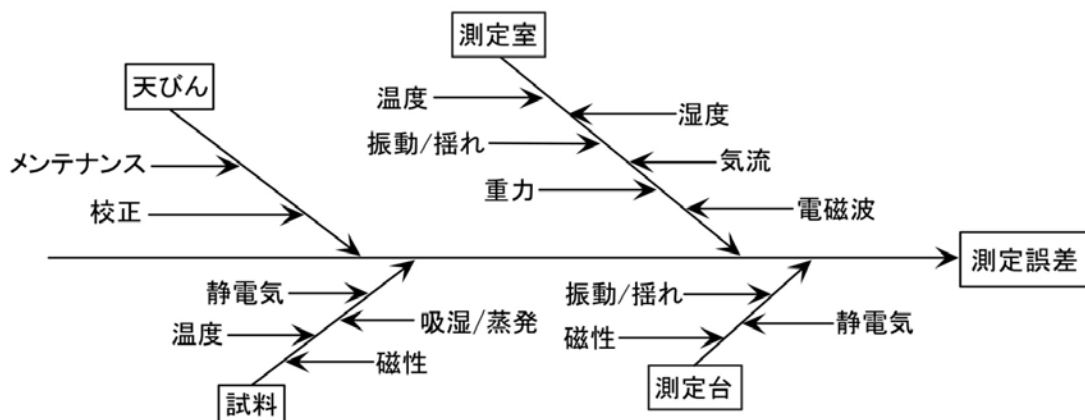 測定室
天びん
温度
湿度
振動/揺れ
メンテナンス
気流
重力
校正
電磁波
測定誤差
静電気
振動/揺れ
吸湿/蒸発
静電気
温度
磁性
磁性
試料
測定台